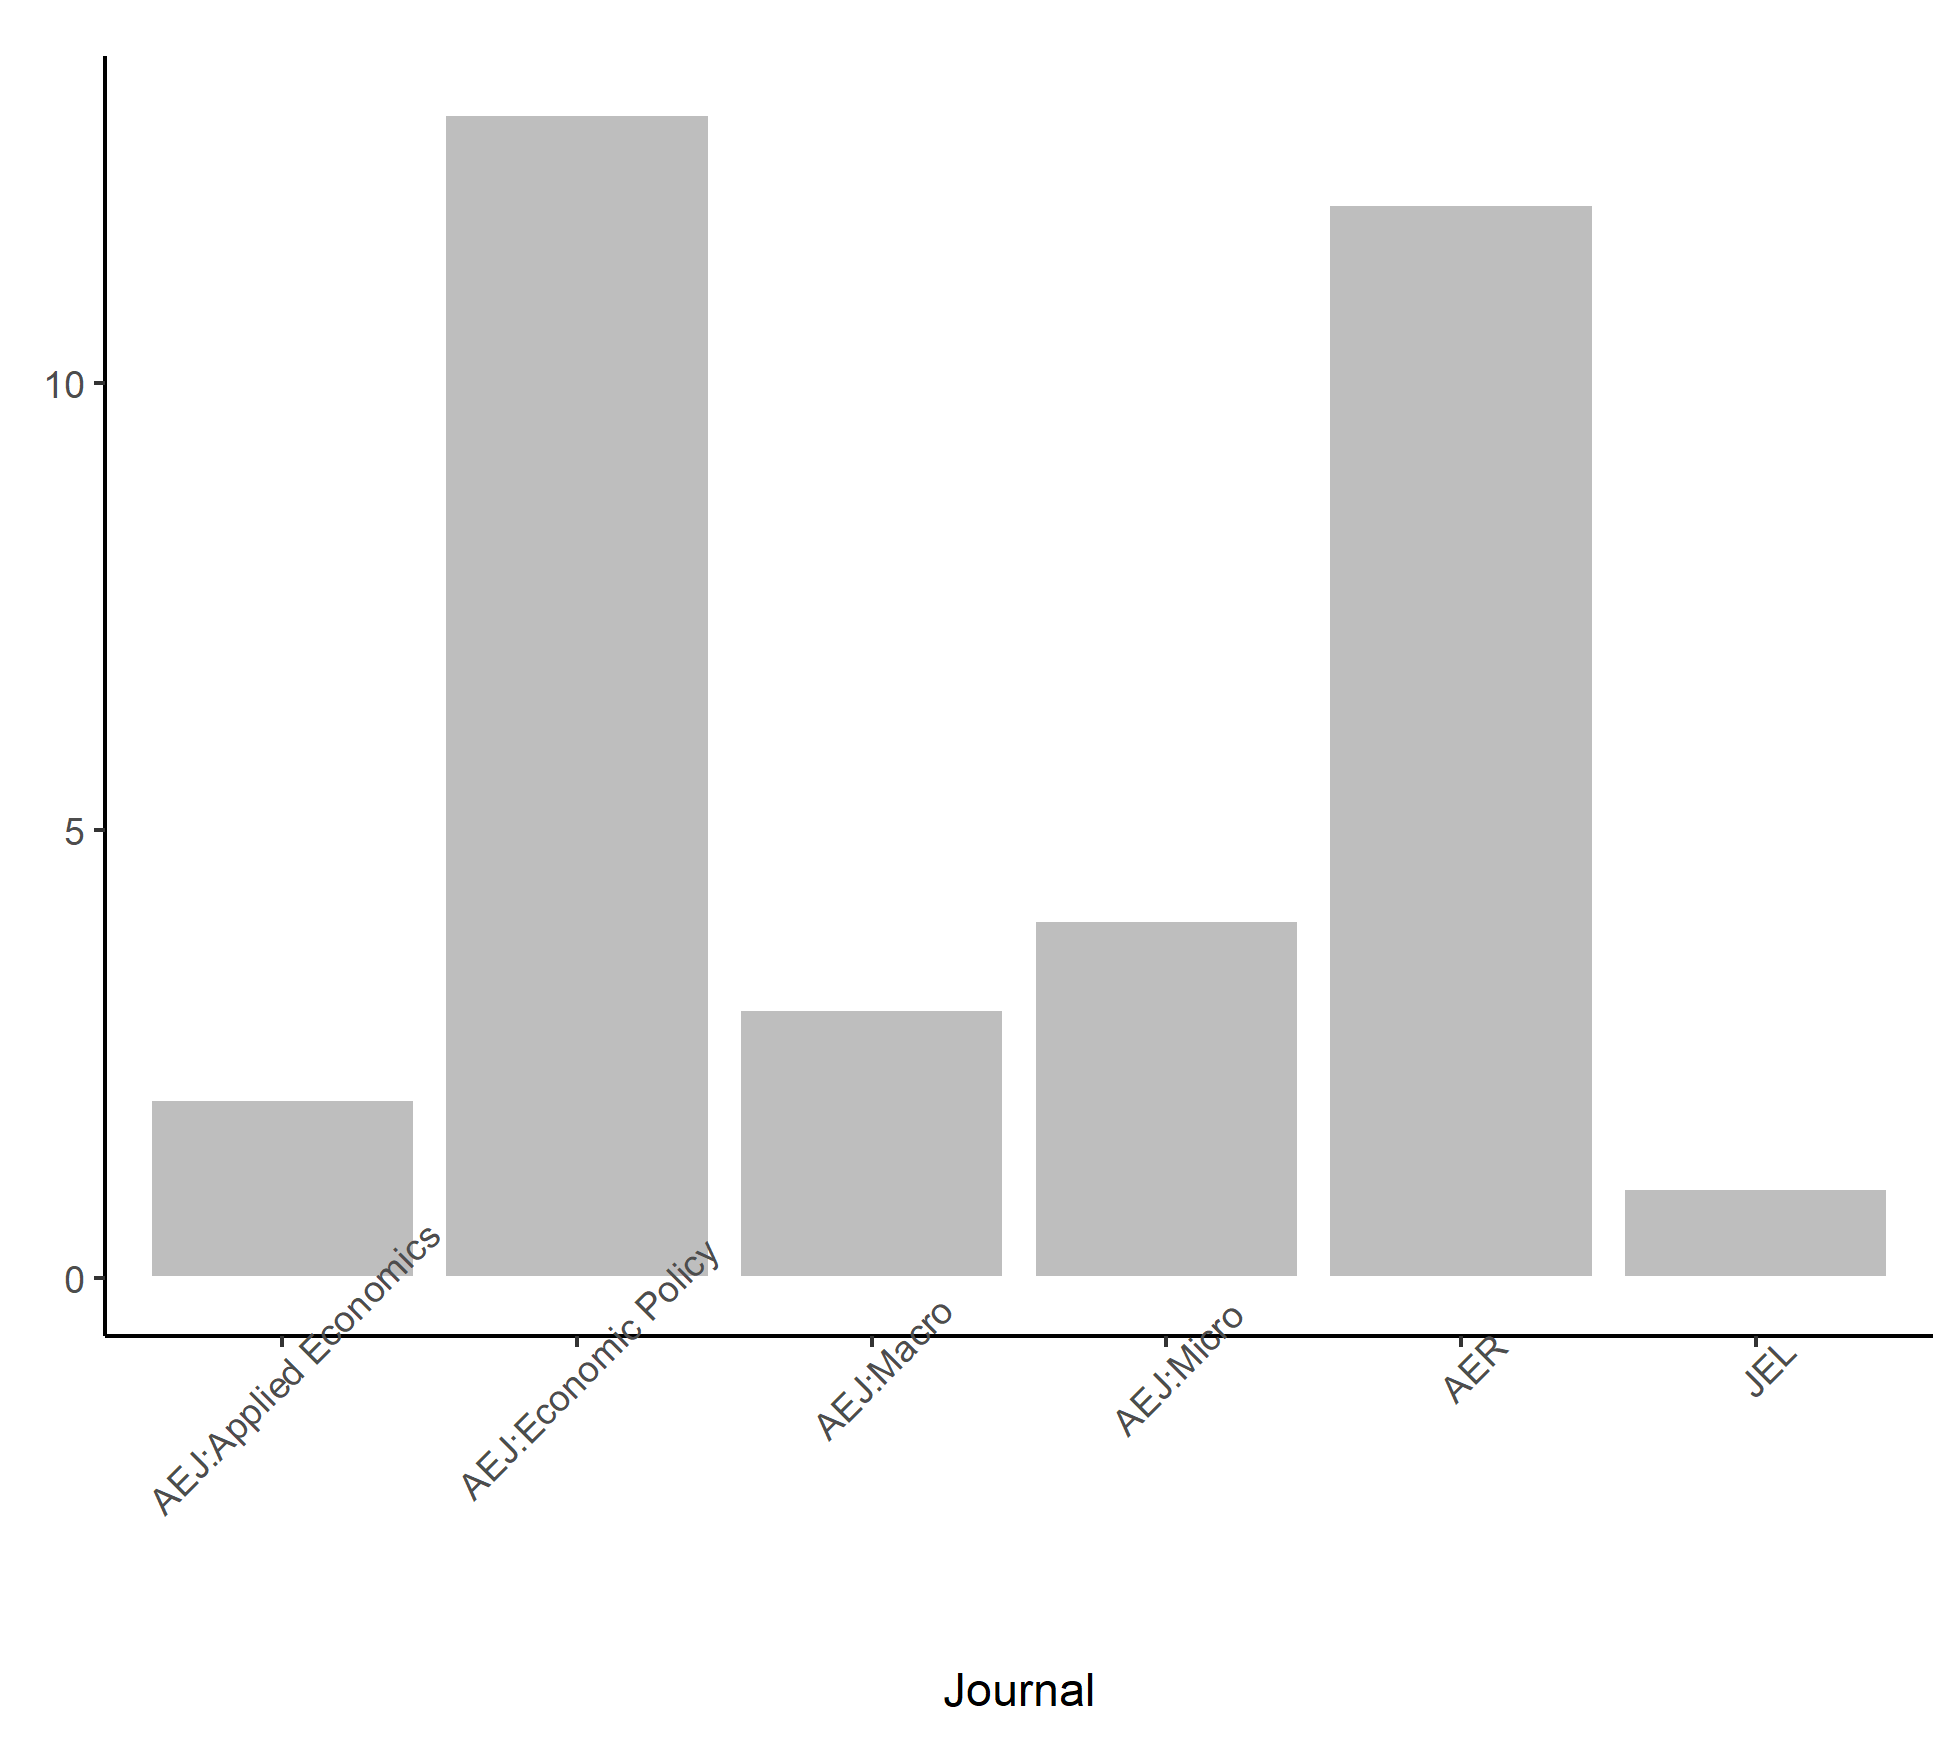 10
5
0
AEJ:Applied Economics
AEJ:Economic Policy
AEJ:Macro
AEJ:Micro
AER
JEL
Journal